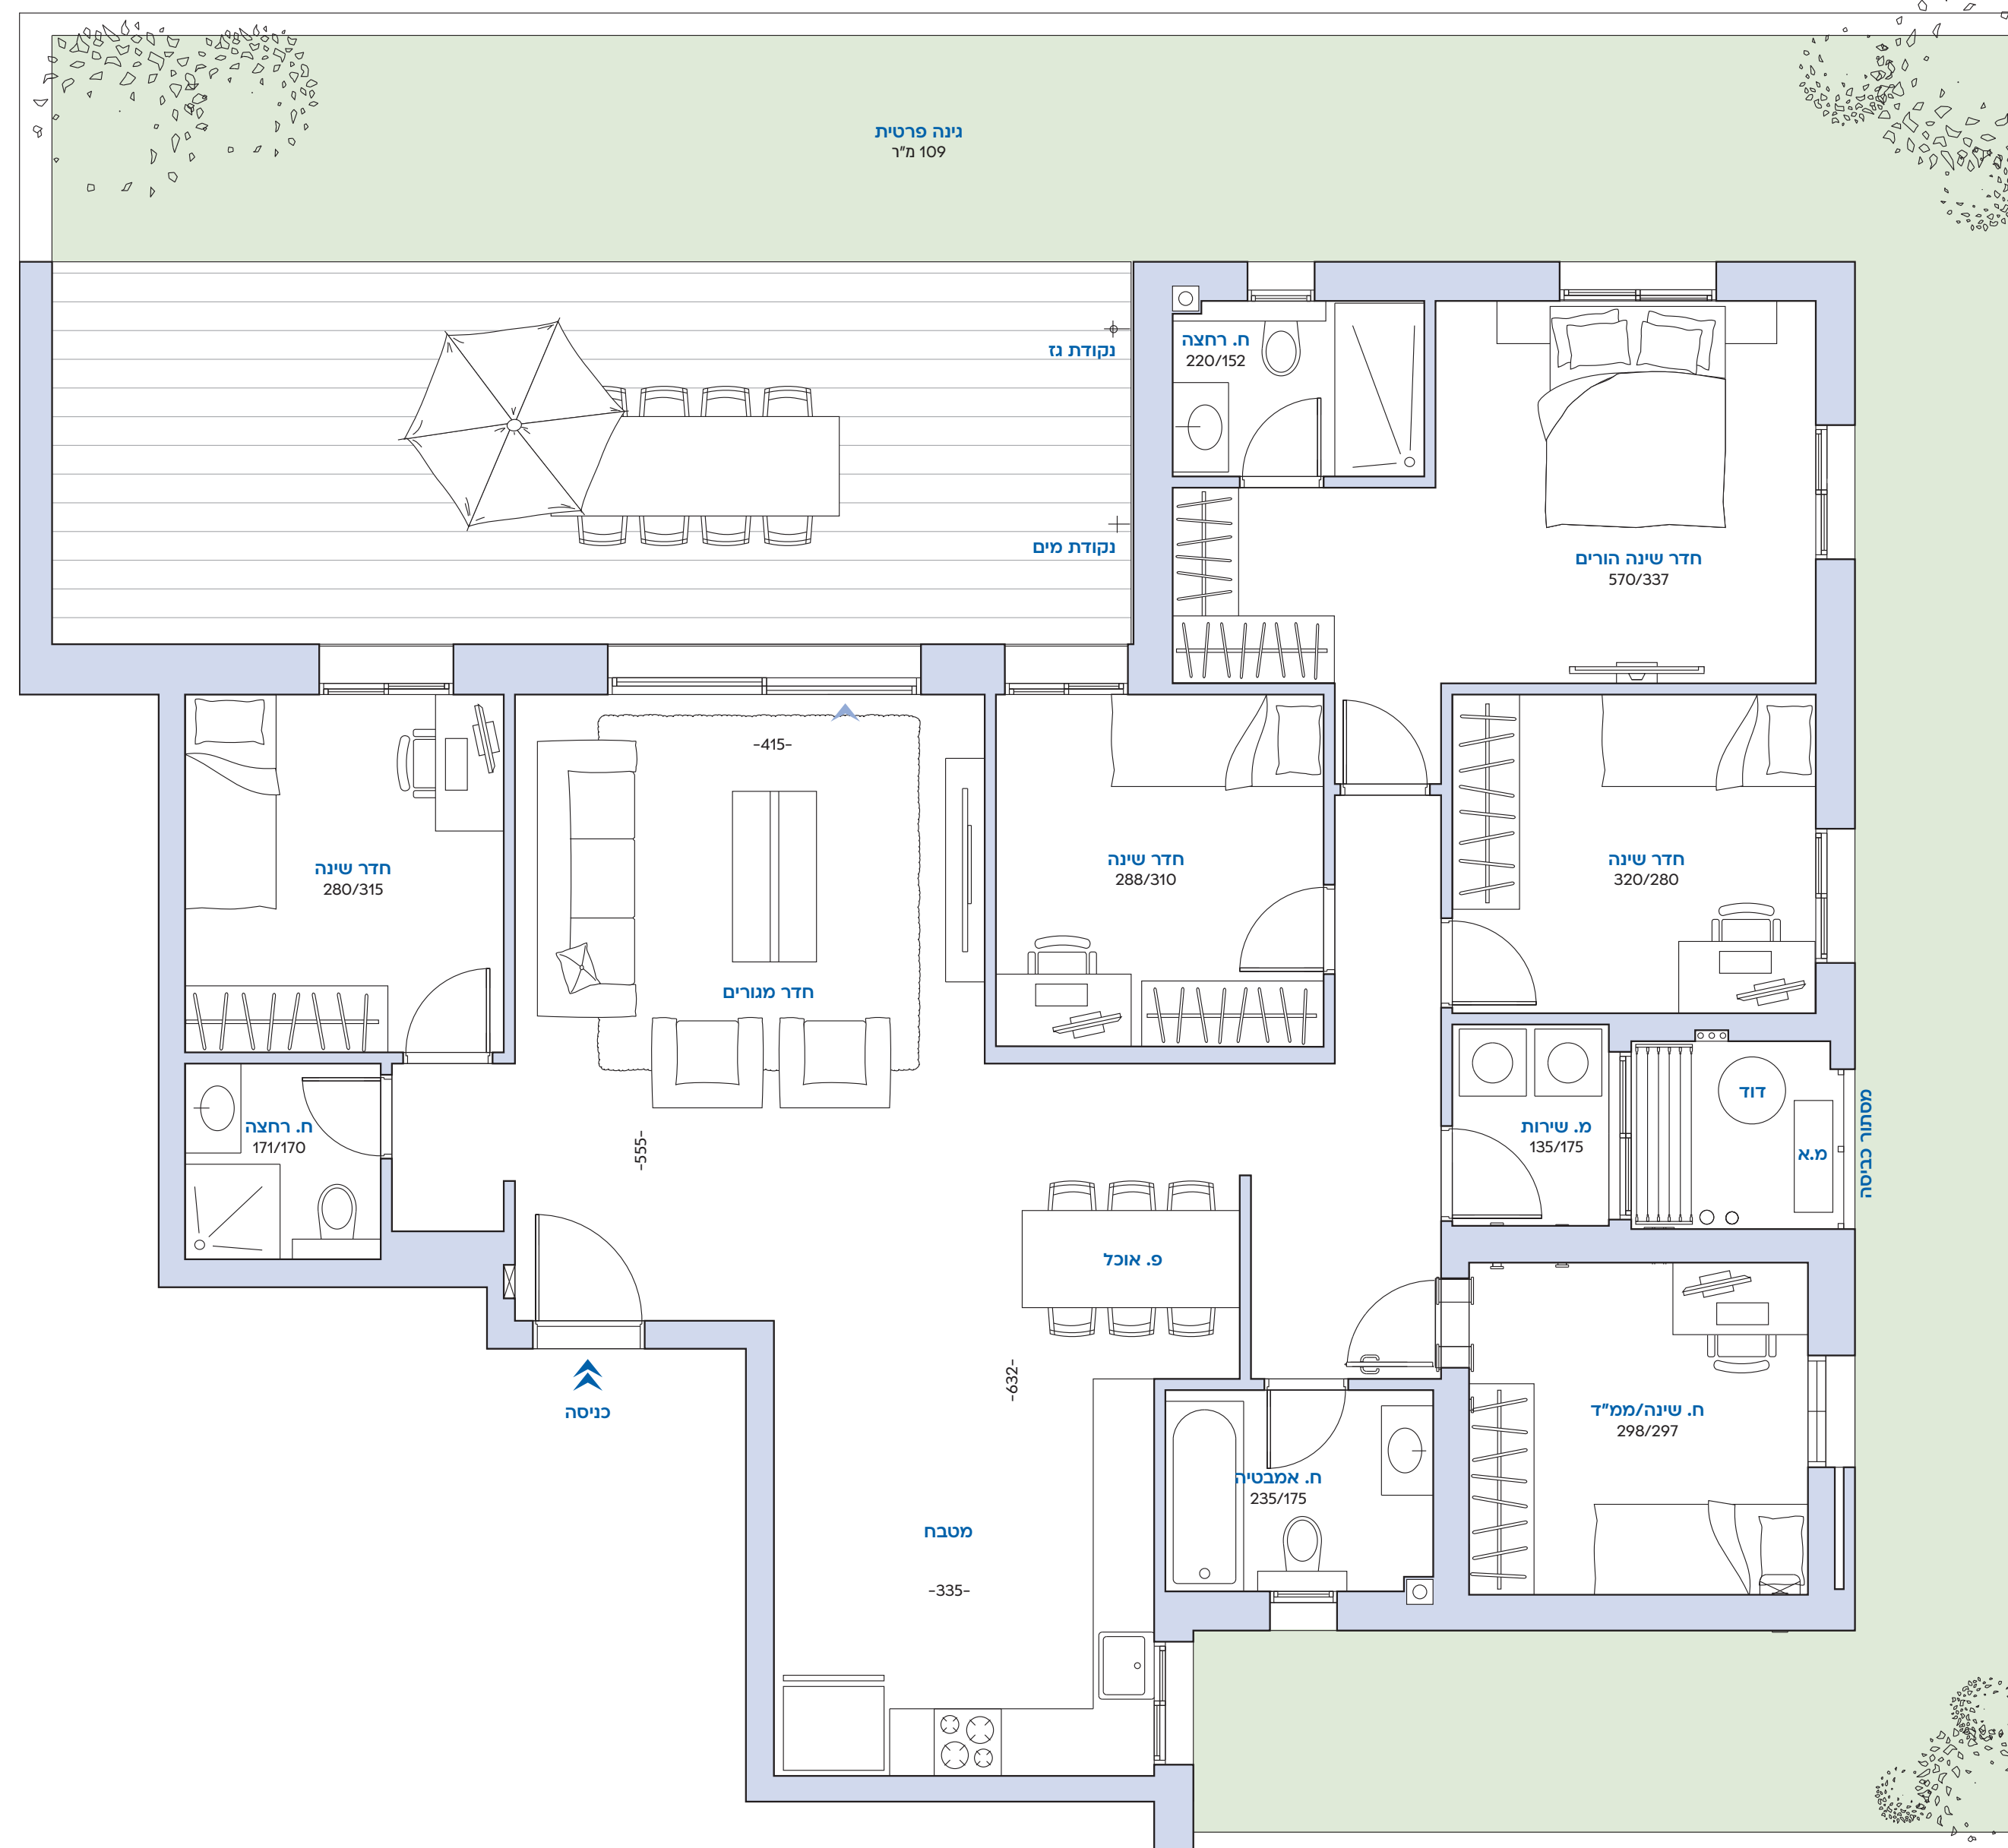 גינה פרטית
109 מ"ר
נקודת גז
נקודת מים
ח. רחצה
220/152
חדר שינה הורים
570/337
חדר שינה
280/315
-415-
חדר מגורים
חדר שינה
288/310
חדר שינה
320/280
ח. רחצה
171/170
-555-
פ. אוכל
מ. שירות
135/175
דוד
מ.א
מסתור כביסה
כניסה
-632-
ח. אמבטיה
235/175
ח. שינה/ממ"ד
298/297
מטבח
-335-